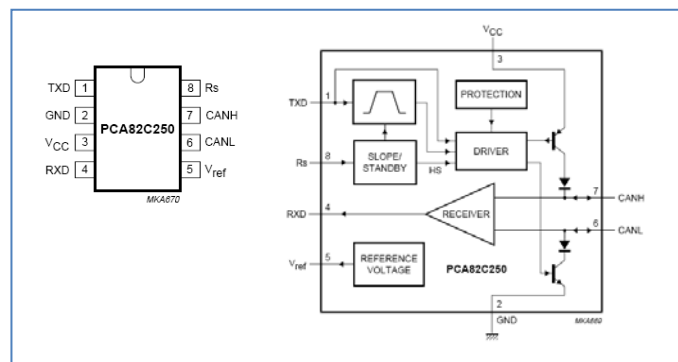 TXD 1
GND 2
VCC 3
RXD 4
PCA82C250
8 Rs
7 CANH
6 CANL
5 Vref
MKA670
VCC
3
TXD 1
PROTECTION
DRIVER
Rs 8
SLOPE/
STANDBY
HS
RXD 4
RECEIVER
7 CANH
6 CANL
Vref 5
REFERENCE
VOLTAGE
PCA82C250
2
GND
MKA669